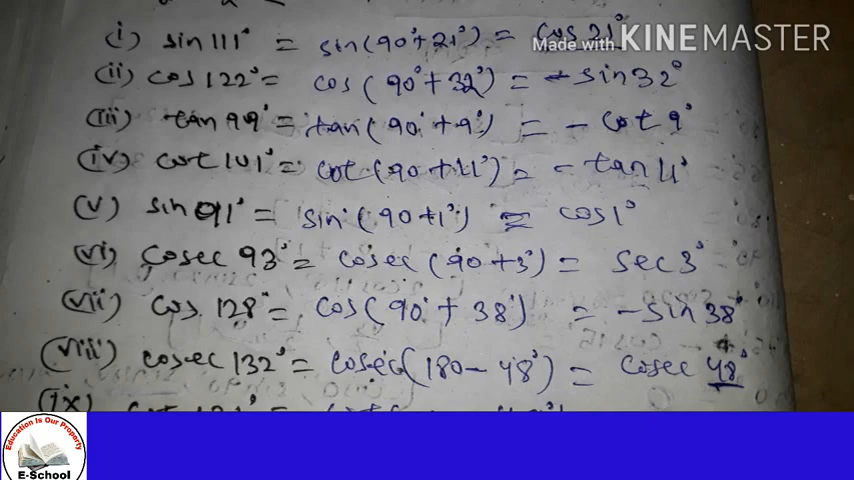 (i) sin 111° = sin(90°+21°) = cos 21°
Made with KINEMASTER
(ii) cos 122° = cos (90°+32°) = - sin 32°
(iii) tan 99° = tan (90°+9°) = - cot 9°
(iv) cot 101° = cot (90+11°) = - tan 11°
(v) sin 91° = sin (90+1°) = cos 1°
(vi) cosec 93° = cosec (90+3°) = sec 3°
(vii) cos 128° = cos (90° + 38°) = - sin 38°
(viii) cosec 132° = cosec (180 - 48°) = cosec 48°
(ix)
Education Is Our Property
E-School